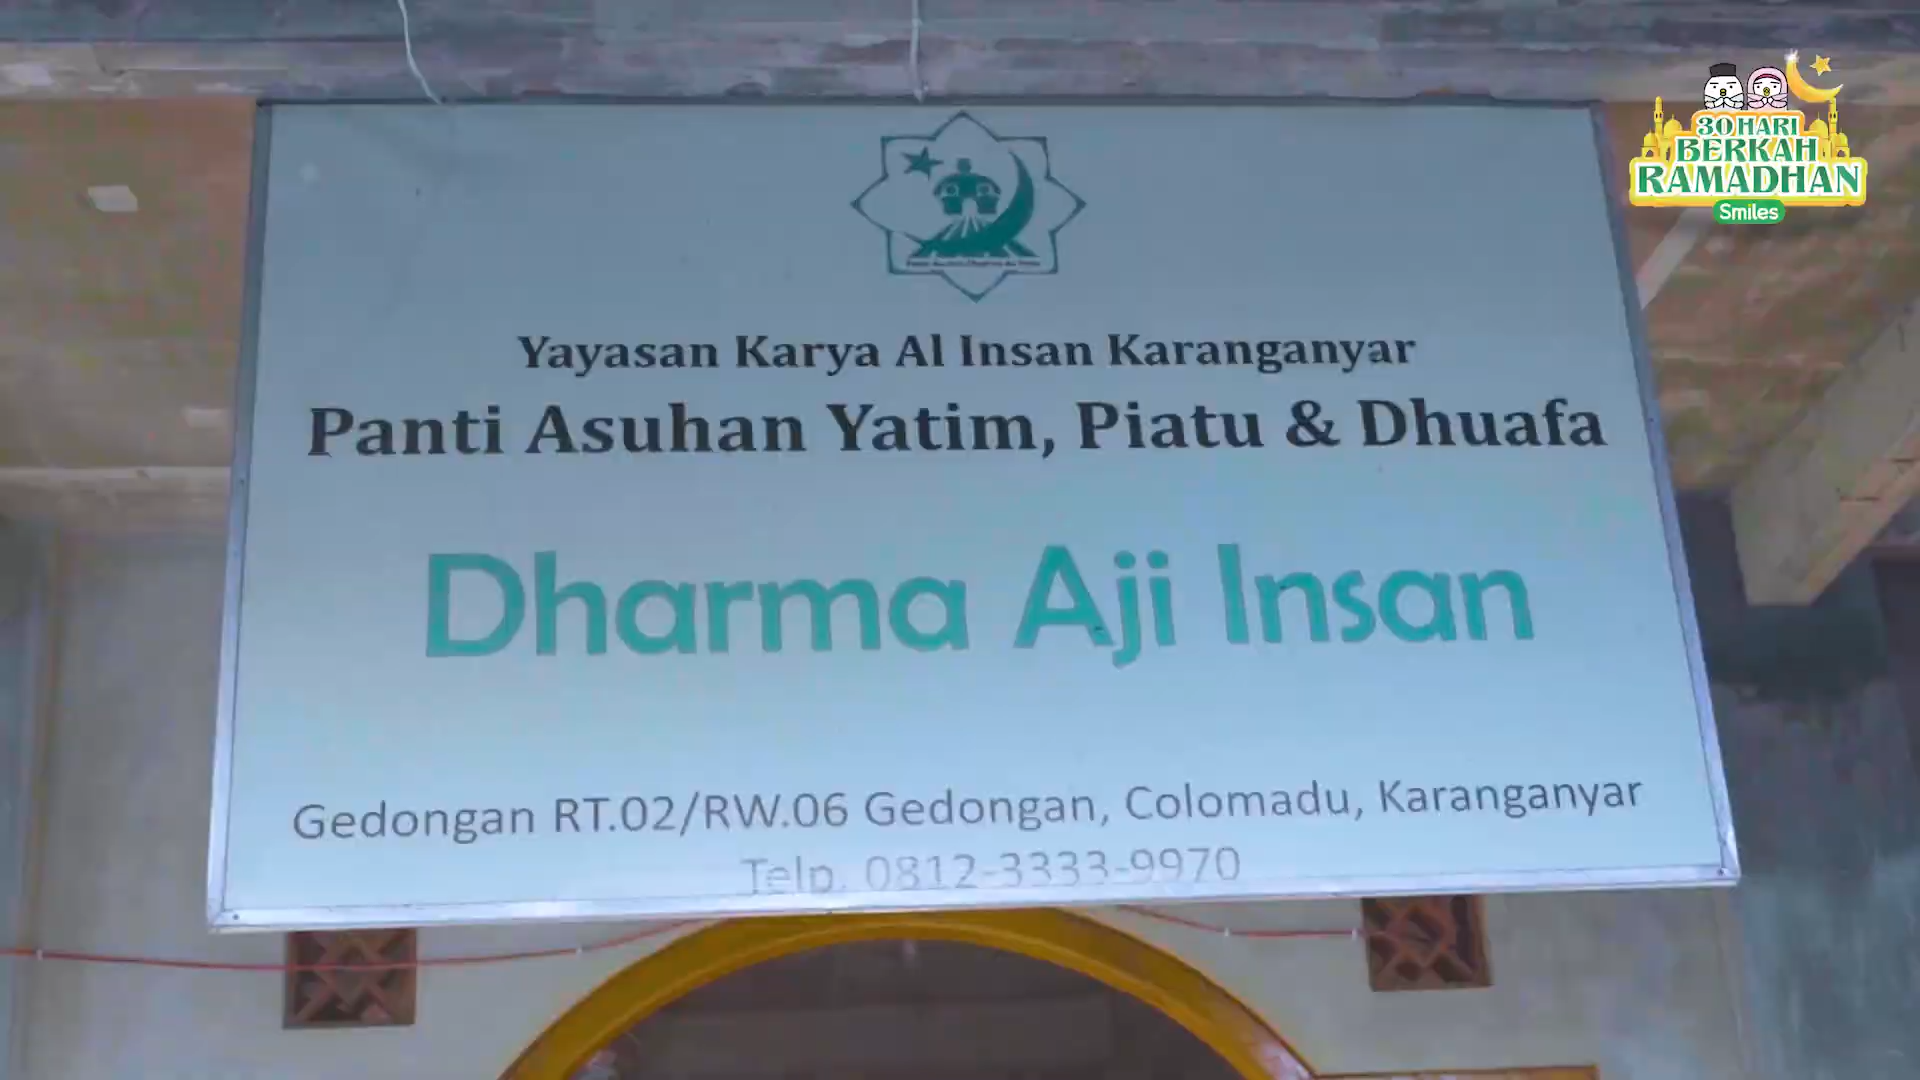 Yayasan Karya Al Insan Karanganyar
Panti Asuhan Yatim, Piatu & Dhuafa
Dharma Aji Insan
Gedongan RT.02/RW.06 Gedongan, Colomadu, Karanganyar
Telp. 0812-3333-9970
30 HARI
BERKAH
RAMADHAN
Smiles